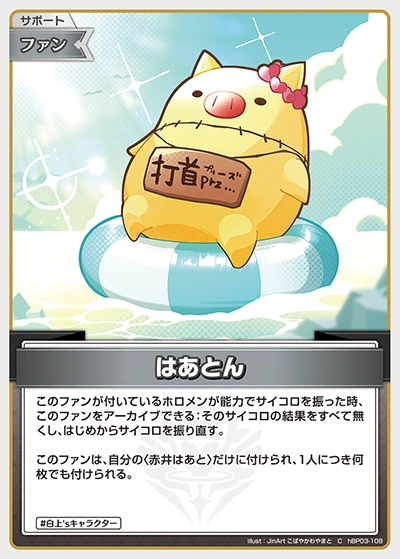 サポート
ファン
打首
プリーズ
Plz...
はあとん
このファンが付いているホロメンが能力でサイコロを振った時、
このファンをアーカイブできる：そのサイコロの結果をすべて無
くし、はじめからサイコロを振り直す。
このファンは、自分の〈赤井はあと〉だけに付けられ、1人につき何
枚でも付けられる。
#白上'sキャラクター
illust：JinArt こばやかわやまと C hBP03-108